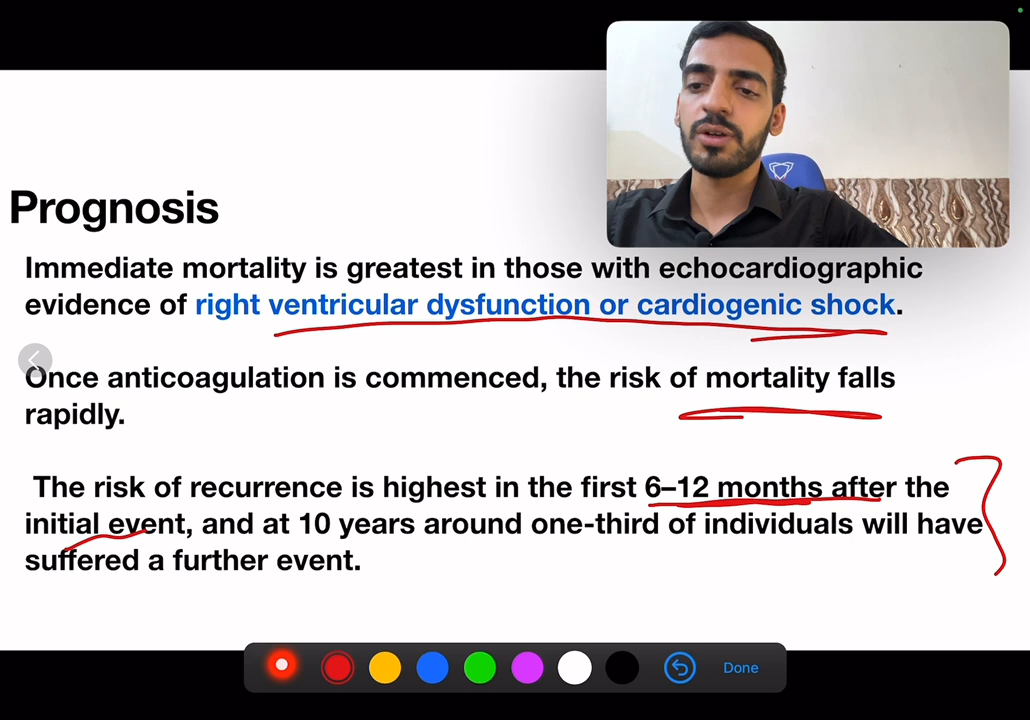 Prognosis
Immediate mortality is greatest in those with echocardiographic
evidence of right ventricular dysfunction or cardiogenic shock.
Once anticoagulation is commenced, the risk of mortality falls
rapidly.
The risk of recurrence is highest in the first 6–12 months after the
initial event, and at 10 years around one-third of individuals will have
suffered a further event.
Done